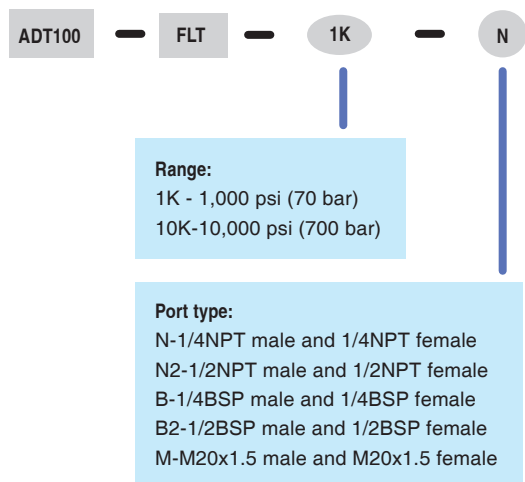 ADT100 FLT 1K N
Range:
1K - 1,000 psi (70 bar)
10K-10,000 psi (700 bar)
Port type:
N-1/4NPT male and 1/4NPT female
N2-1/2NPT male and 1/2NPT female
B-1/4BSP male and 1/4BSP female
B2-1/2BSP male and 1/2BSP female
M-M20x1.5 male and M20x1.5 female